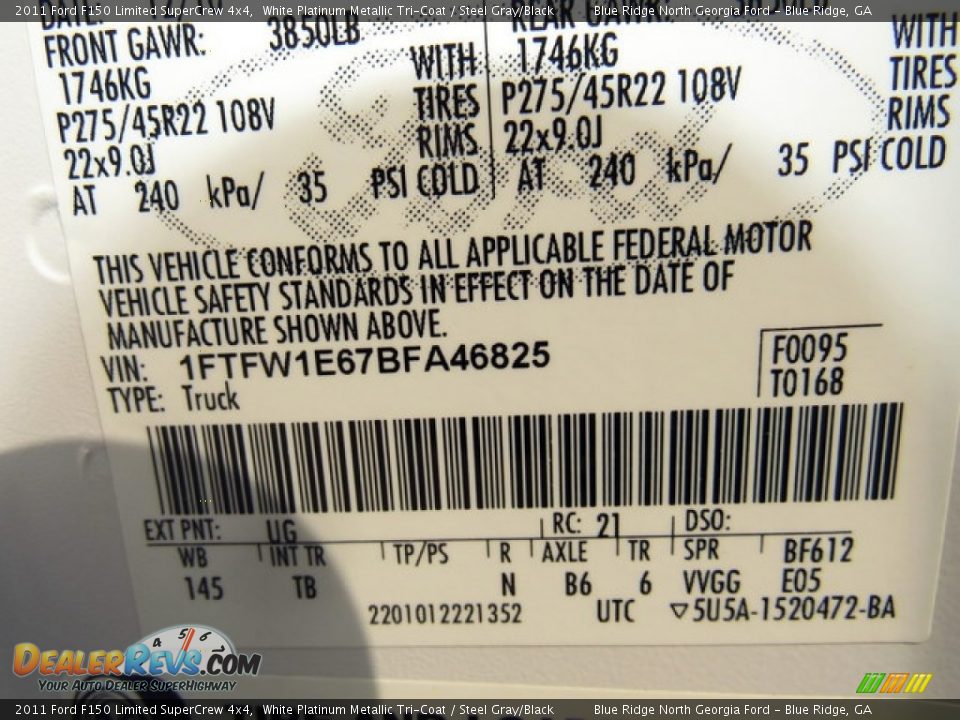 2011 Ford F150 Limited SuperCrew 4x4, White Platinum Metallic Tri-Coat / Steel Gray/Black Blue Ridge North Georgia Ford - Blue Ridge, GA
FRONT GAWR: 3850LB
1746KG WITH
P275/45R22 108V TIRES
22x9.0J RIMS
AT 240 kPa/ 35 PSI COLD
REAR GAWR:
1746KG WITH
P275/45R22 108V TIRES
22x9.0J RIMS
AT 240 kPa/ 35 PSI COLD
THIS VEHICLE CONFORMS TO ALL APPLICABLE FEDERAL MOTOR
VEHICLE SAFETY STANDARDS IN EFFECT ON THE DATE OF
MANUFACTURE SHOWN ABOVE.
VIN: 1FTFW1E67BFA46825
TYPE: Truck
F0095
T0168
EXT PNT: UG RC: 21 DSO:
WB INT TR TP/PS R AXLE TR SPR BF612
145 TB N B6 6 VVGG E05
2201012221352 UTC ▽5U5A-1520472-BA
4 5 6
DealerRevs.com
Your Auto Dealer SuperHighway
2011 Ford F150 Limited SuperCrew 4x4, White Platinum Metallic Tri-Coat / Steel Gray/Black Blue Ridge North Georgia Ford - Blue Ridge, GA